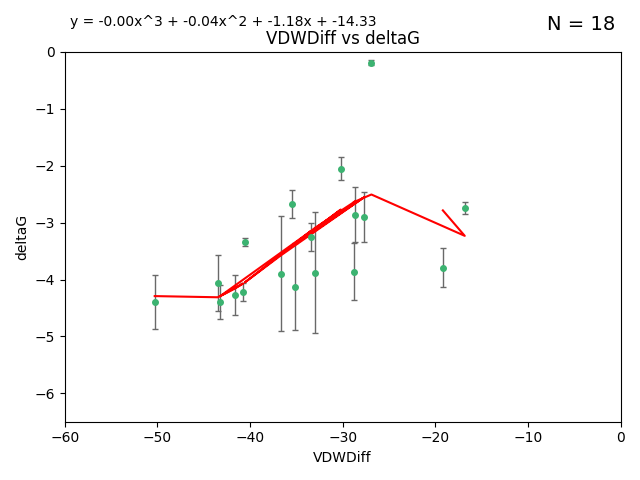 y = -0.00x^3 + -0.04x^2 + -1.18x + -14.33
N = 18
VDWDiff vs deltaG
0
−1
−2
−3
−4
−5
−6
deltaG
−60 −50 −40 −30 −20 −10 0
VDWDiff